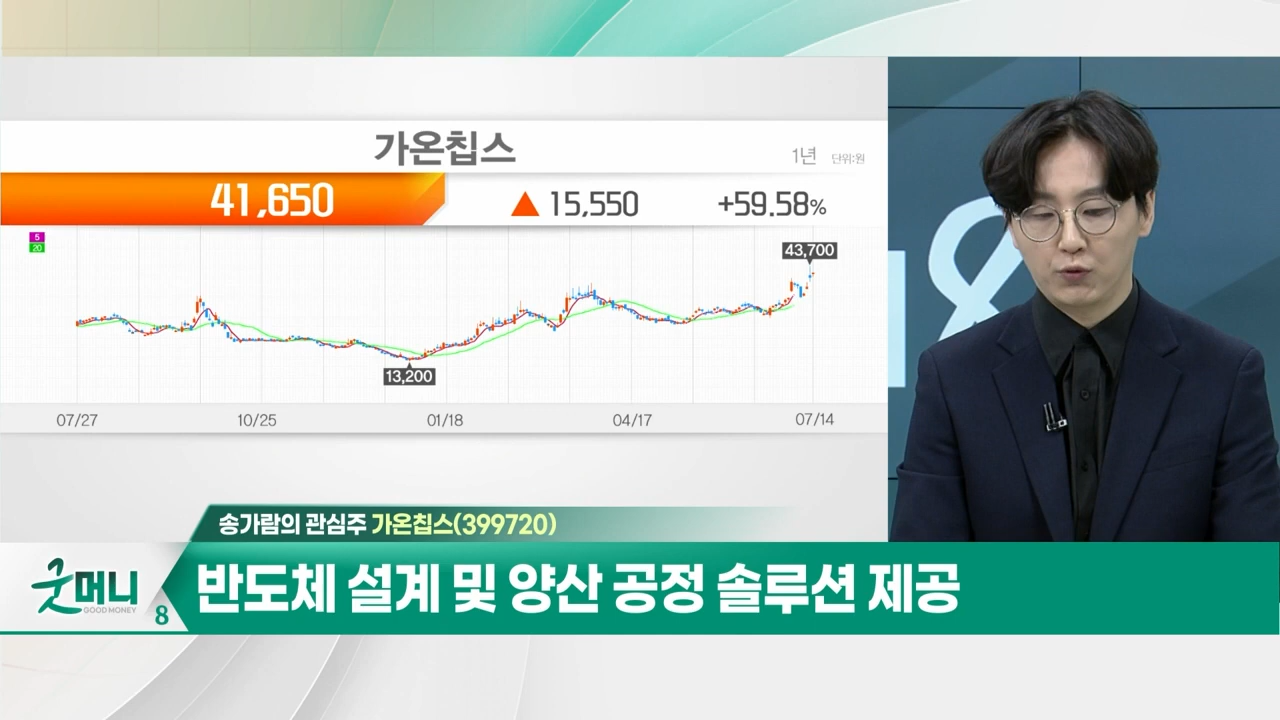 가온칩스
1년 단위:원
41,650 ▲ 15,550 +59.58%
5
20
43,700
13,200
07/27 10/25 01/18 04/17 07/14
송가람의 관심주 가온칩스(399720)
굿머니
GOOD MONEY
8
반도체 설계 및 양산 공정 솔루션 제공